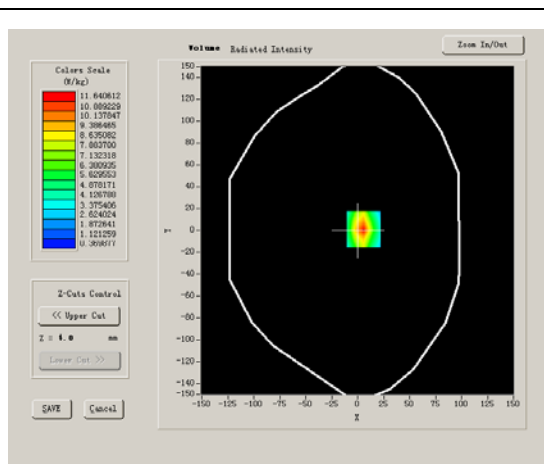 Volume Radiated Intensity
Zoom In/Out
Colors Scale
(W/kg)
11.640612
10.889229
10.137847
9.386465
8.635082
7.883700
7.132318
6.380935
5.629553
4.878171
4.126788
3.375406
2.624024
1.872641
1.121259
0.369877
Z-Cuts Control
<< Upper Cut
Z = 4.0 mm
Lower Cut >>
SAVE
Cancel
150
140
120
100
80
60
40
20
0
-20
-40
-60
-80
-100
-120
-140
-150
Y
-150 -125 -100 -75 -50 -25 0 25 50 75 100 125 150
X